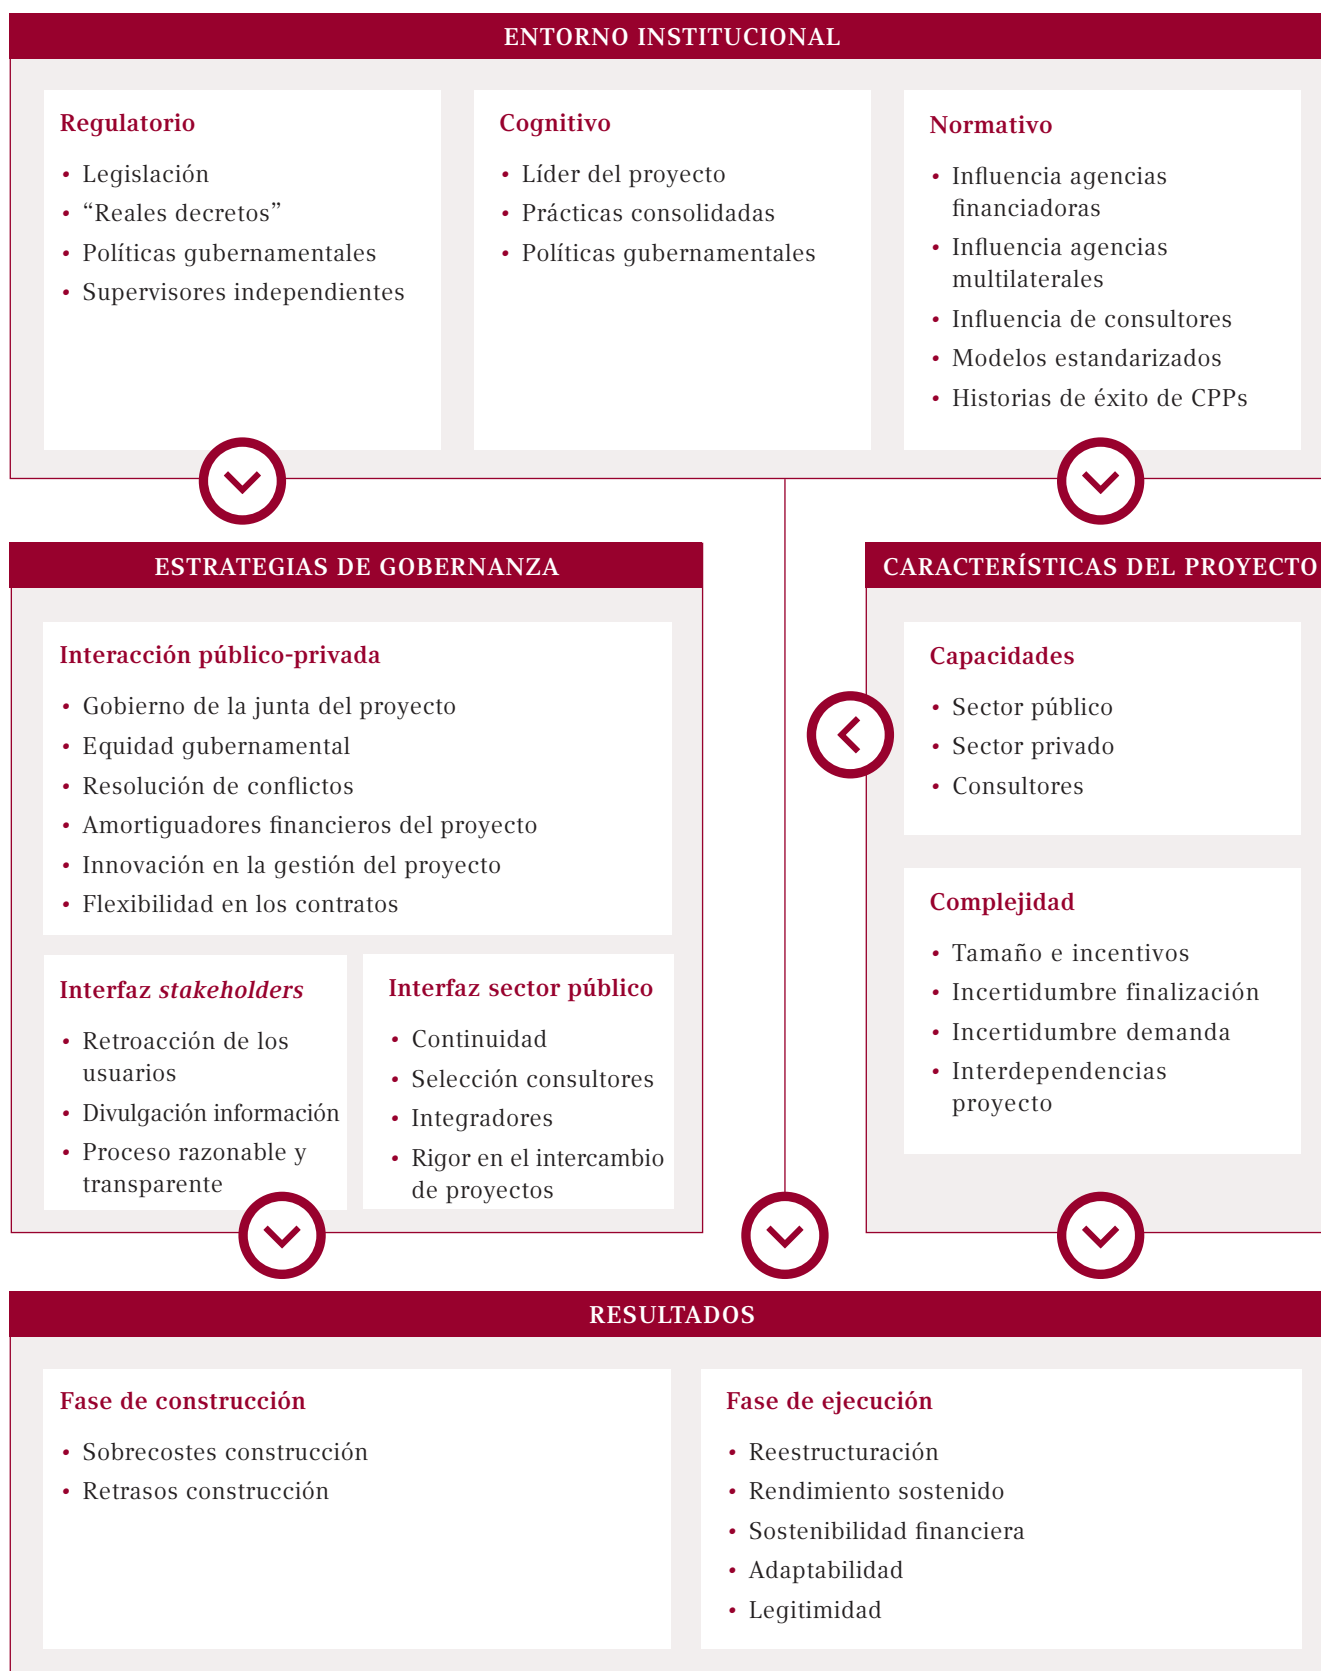 ENTORNO INSTITUCIONAL
Regulatorio
• Legislación
• “Reales decretos”
• Políticas gubernamentales
• Supervisores independientes
Cognitivo
• Líder del proyecto
• Prácticas consolidadas
• Políticas gubernamentales
Normativo
• Influencia agencias
financiadoras
• Influencia agencias
multilaterales
• Influencia de consultores
• Modelos estandarizados
• Historias de éxito de CPPs
ESTRATEGIAS DE GOBERNANZA
Interacción público-privada
• Gobierno de la junta del proyecto
• Equidad gubernamental
• Resolución de conflictos
• Amortiguadores financieros del proyecto
• Innovación en la gestión del proyecto
• Flexibilidad en los contratos
Interfaz stakeholders
• Retroacción de los
usuarios
• Divulgación información
• Proceso razonable y
transparente
Interfaz sector público
• Continuidad
• Selección consultores
• Integradores
• Rigor en el intercambio
de proyectos
CARACTERÍSTICAS DEL PROYECTO
Capacidades
• Sector público
• Sector privado
• Consultores
Complejidad
• Tamaño e incentivos
• Incertidumbre finalización
• Incertidumbre demanda
• Interdependencias
proyecto
RESULTADOS
Fase de construcción
• Sobrecostes construcción
• Retrasos construcción
Fase de ejecución
• Reestructuración
• Rendimiento sostenido
• Sostenibilidad financiera
• Adaptabilidad
• Legitimidad